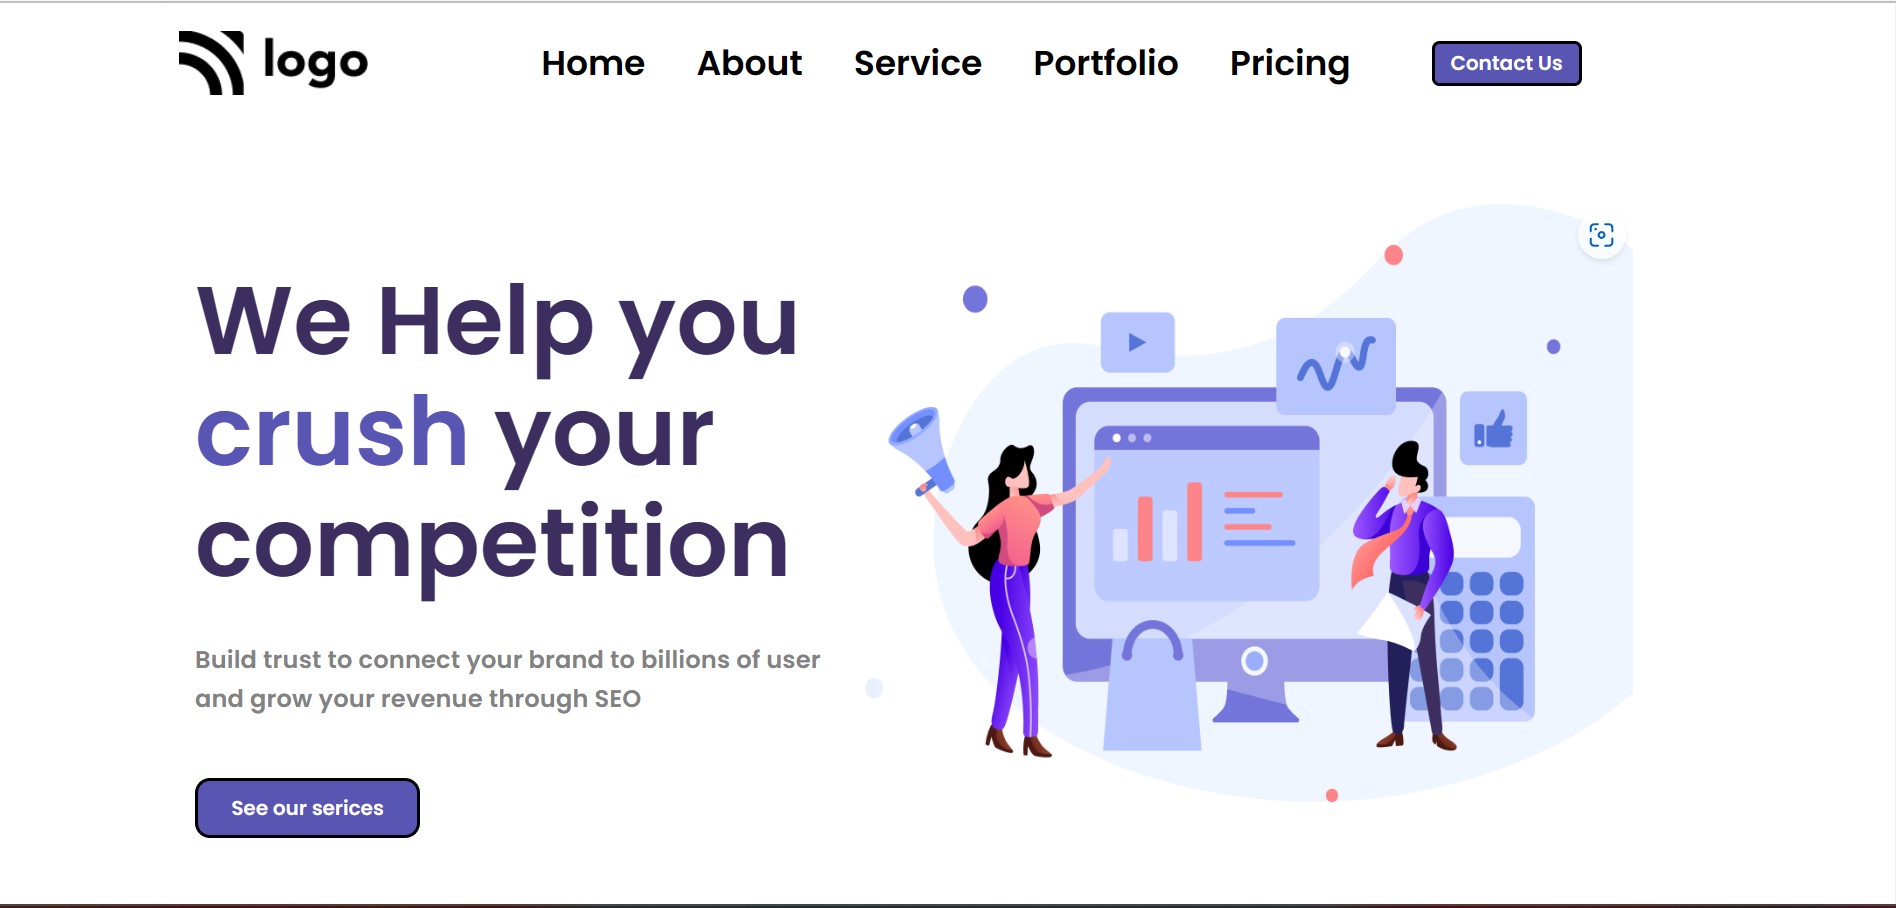 logo
Home About Service Portfolio Pricing Contact Us
We Help you
crush your
competition
Build trust to connect your brand to billions of user
and grow your revenue through SEO
See our serices